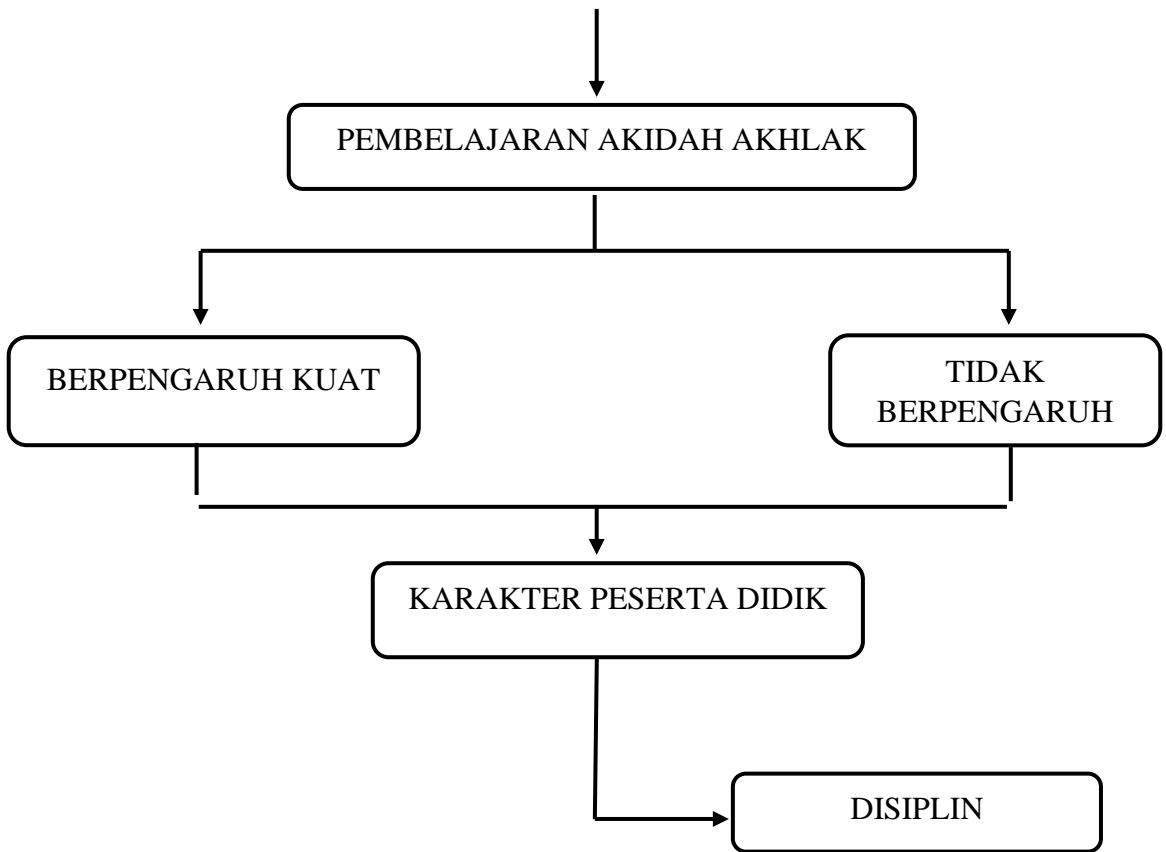 PEMBELAJARAN AKIDAH AKHLAK
BERPENGARUH KUAT
TIDAK
BERPENGARUH
KARAKTER PESERTA DIDIK
DISIPLIN